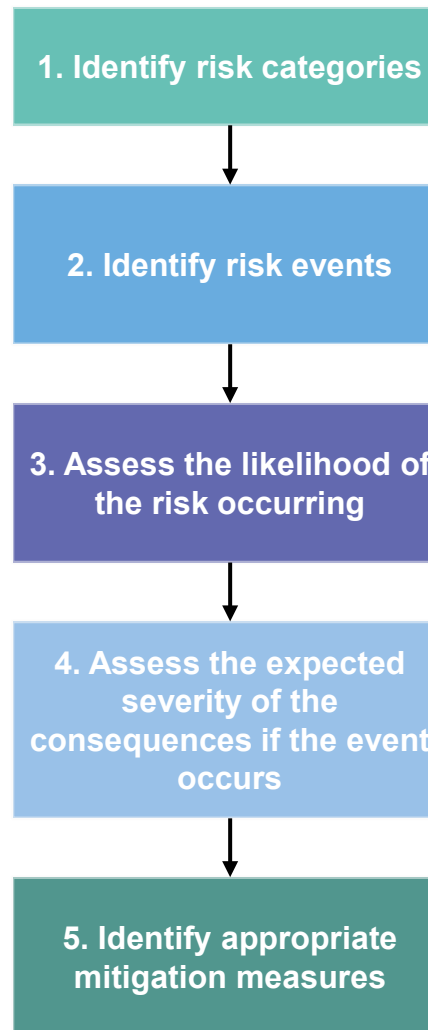 1. Identify risk categories
2. Identify risk events
3. Assess the likelihood of
the risk occurring
4. Assess the expected
severity of the
consequences if the event
occurs
5. Identify appropriate
mitigation measures